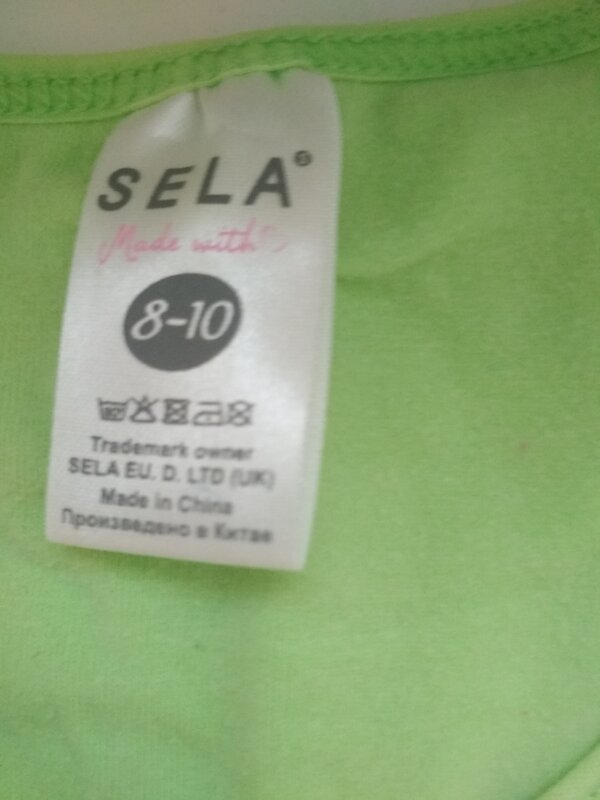 SELA®
Made with
8-10
Trademark owner
SELA EU. D. LTD (UK)
Made in China
Произведено в Китае